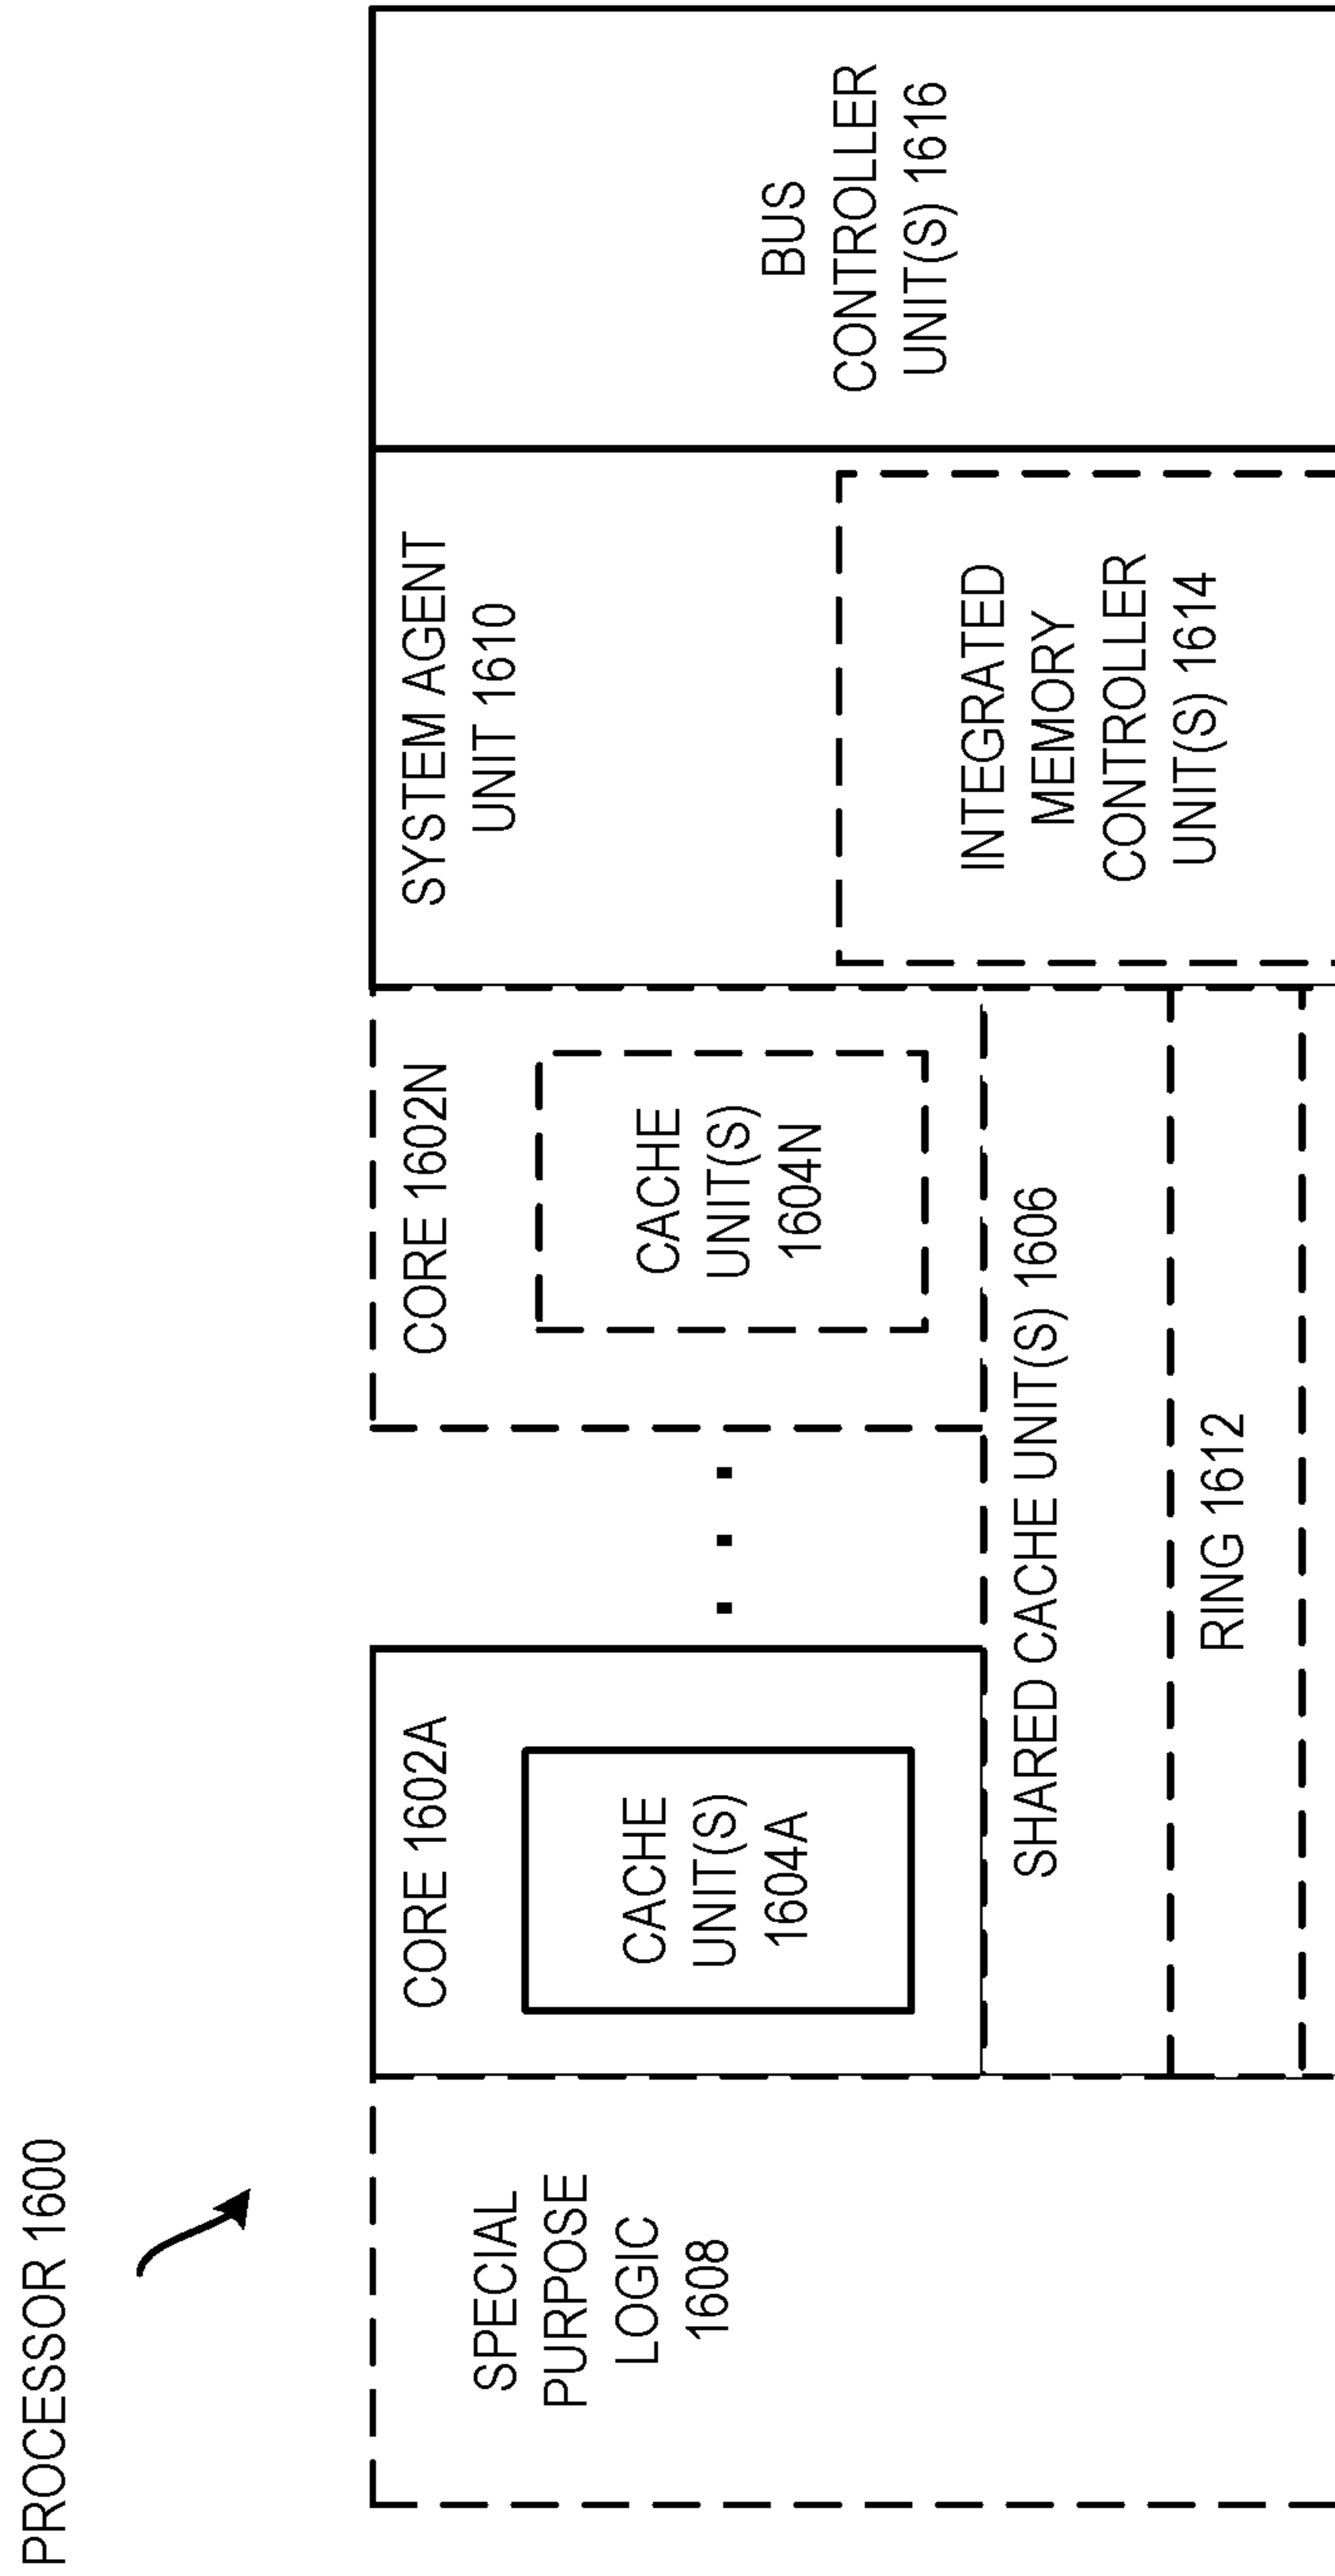 PROCESSOR 1600
SPECIAL
PURPOSE
LOGIC
1608
CORE 1602A
CACHE
UNIT(S)
1604A
CORE 1602N
CACHE
UNIT(S)
1604N
SHARED CACHE UNIT(S) 1606
RING 1612
SYSTEM AGENT
UNIT 1610
INTEGRATED
MEMORY
CONTROLLER
UNIT(S) 1614
BUS
CONTROLLER
UNIT(S) 1616